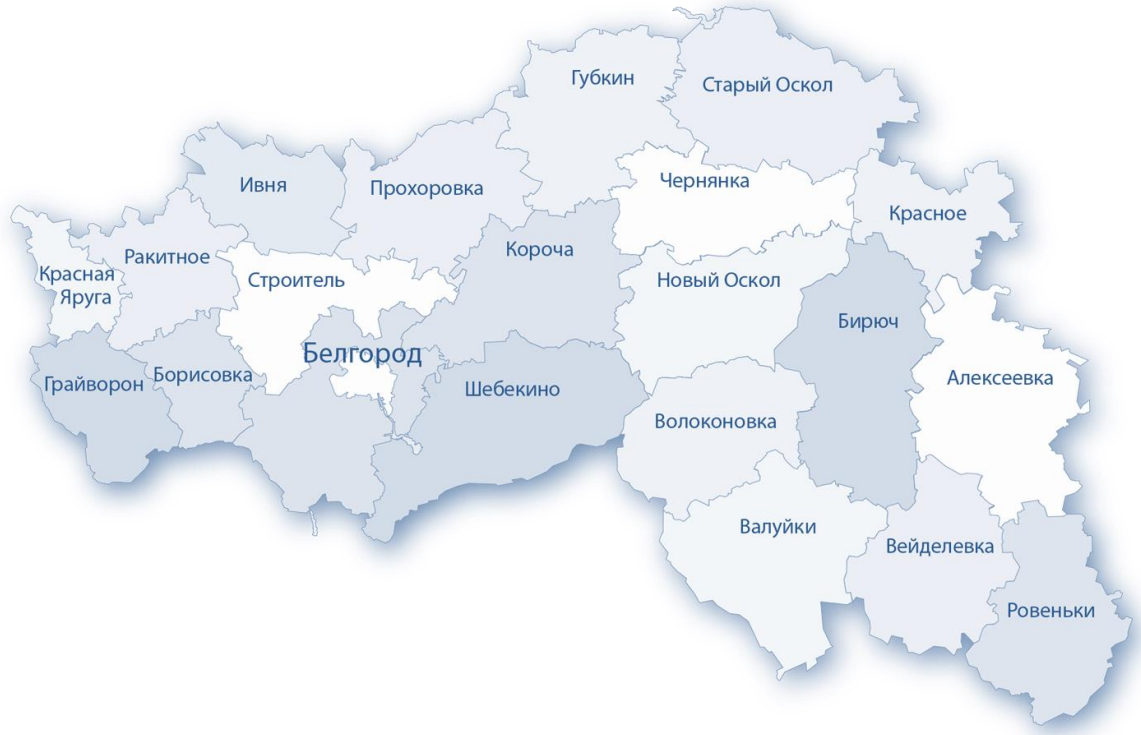 Губкин
Старый Оскол
Ивня
Прохоровка
Чернянка
Красное
Ракитное
Короча
Красная
Яруга
Строитель
Новый Оскол
Бирюч
Белгород
Грайворон
Борисовка
Шебекино
Алексеевка
Волоконовка
Валуйки
Вейделевка
Ровеньки